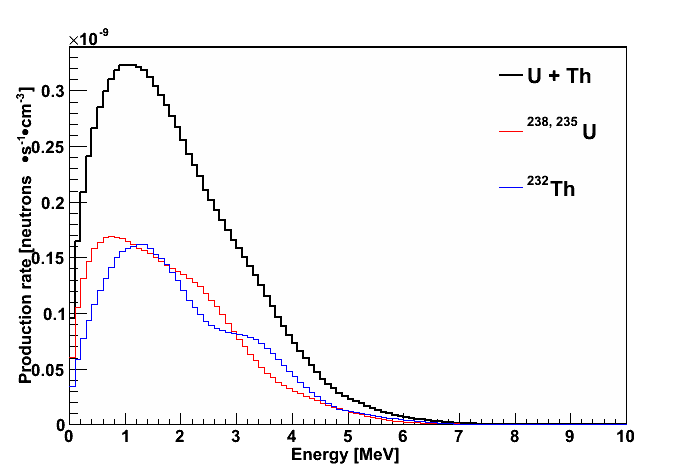 ×10⁻⁹
0.3
0.25
0.2
0.15
0.1
0.05
0
Production rate [neutrons •s⁻¹•cm⁻³]
U + Th
²³⁸, ²³⁵ U
²³²Th
0 1 2 3 4 5 6 7 8 9 10
Energy [MeV]